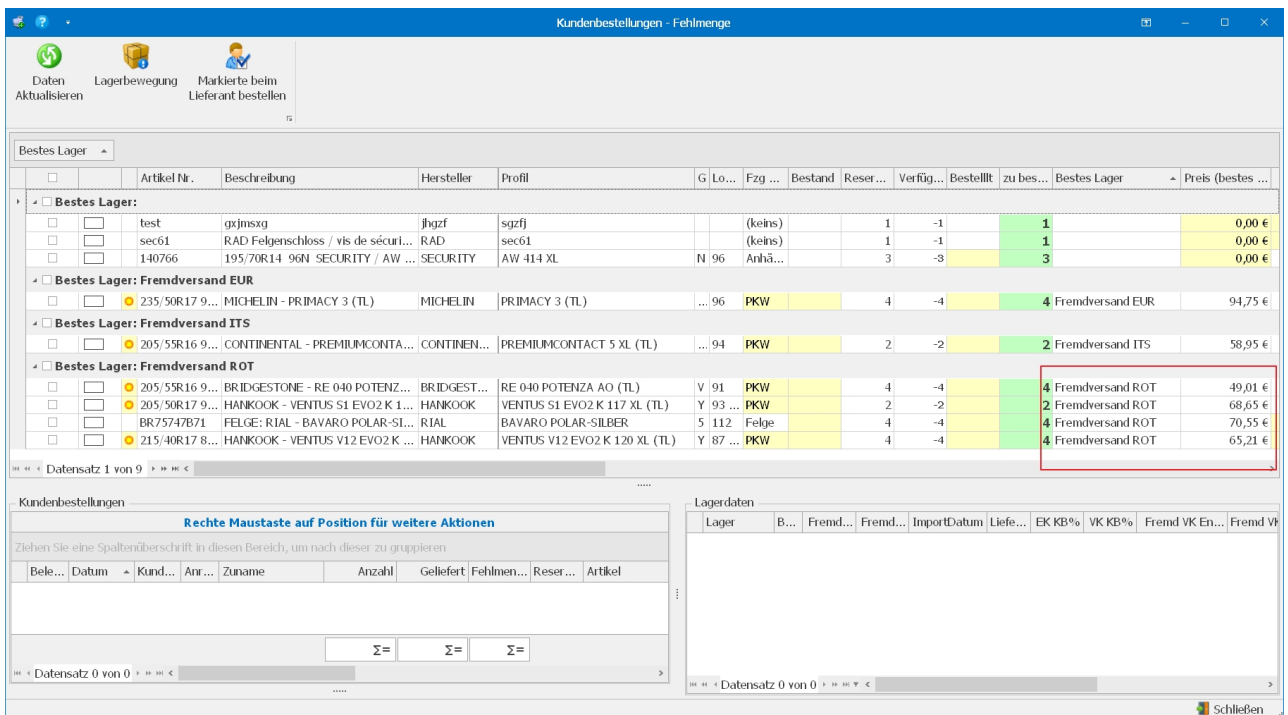 Kundenbestellungen - Fehlmenge
Daten Aktualisieren
Lagerbewegung
Markierte beim Lieferant bestellen
Bestes Lager
Artikel Nr. Beschreibung Hersteller Profil G Lo... Fzg ... Bestand Reser... Verfüg... Bestelllt zu bes... Bestes Lager Preis (bestes ...
Bestes Lager:
test gxjmsxg jhgzf sgzfj (keins) 1 -1 1 0,00 €
sec61 RAD Felgenschloss / vis de sécuri... RAD sec61 (keins) 1 -1 1 0,00 €
140766 195/70R14 96N SECURITY / AW ... SECURITY AW 414 XL N 96 Anhä... 3 -3 3 0,00 €
Bestes Lager: Fremdversand EUR
235/50R17 9... MICHELIN - PRIMACY 3 (TL) MICHELIN PRIMACY 3 (TL) ... 96 PKW 4 -4 4 Fremdversand EUR 94,75 €
Bestes Lager: Fremdversand ITS
205/55R16 9... CONTINENTAL - PREMIUMCONTA... CONTINEN... PREMIUMCONTACT 5 XL (TL) ... 94 PKW 2 -2 2 Fremdversand ITS 58,95 €
Bestes Lager: Fremdversand ROT
205/55R16 9... BRIDGESTONE - RE 040 POTENZ... BRIDGEST... RE 040 POTENZA AO (TL) V 91 PKW 4 -4 4 Fremdversand ROT 49,01 €
205/50R17 9... HANKOOK - VENTUS S1 EVO2 K 1... HANKOOK VENTUS S1 EVO2 K 117 XL (TL) Y 93 ... PKW 2 -2 2 Fremdversand ROT 68,65 €
BR75747B71 FELGE: RIAL - BAVARO POLAR-SI... RIAL BAVARO POLAR-SILBER 5 112 Felge 4 -4 4 Fremdversand ROT 70,55 €
215/40R17 8... HANKOOK - VENTUS V12 EVO2 K ... HANKOOK VENTUS V12 EVO2 K 120 XL (TL) Y 87 ... PKW 4 -4 4 Fremdversand ROT 65,21 €
Datensatz 1 von 9
Kundenbestellungen
Rechte Maustaste auf Position für weitere Aktionen
Ziehen Sie eine Spaltenüberschrift in diesen Bereich, um nach dieser zu gruppieren
Bele... Datum Kund... Anr... Zuname Anzahl Geliefert Fehlmen... Reser... Artikel
Σ= Σ= Σ=
Datensatz 0 von 0
Lagerdaten
Lager B... Fremd... Fremd... ImportDatum Liefe... EK KB% VK KB% Fremd VK En... Fremd VK
Datensatz 0 von 0
Schließen